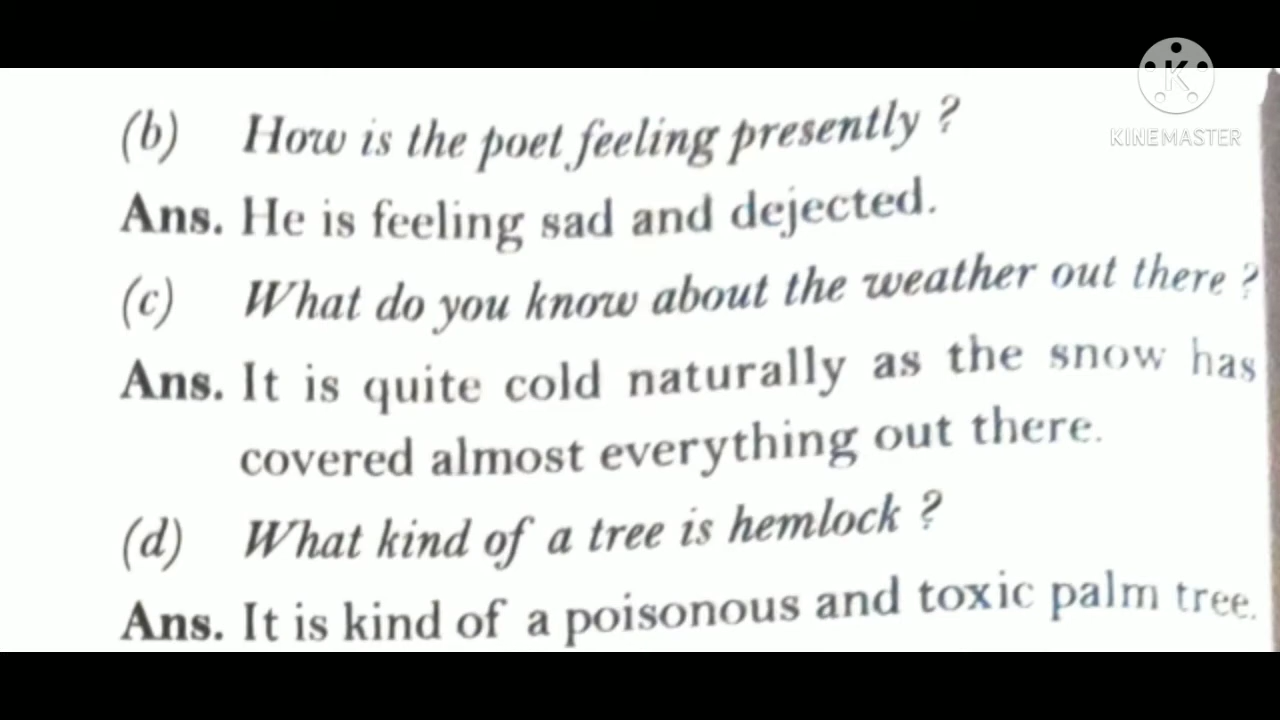 K
KINEMASTER
(b) How is the poet feeling presently ?
Ans. He is feeling sad and dejected.
(c) What do you know about the weather out there ?
Ans. It is quite cold naturally as the snow has
covered almost everything out there.
(d) What kind of a tree is hemlock ?
Ans. It is kind of a poisonous and toxic palm tree.